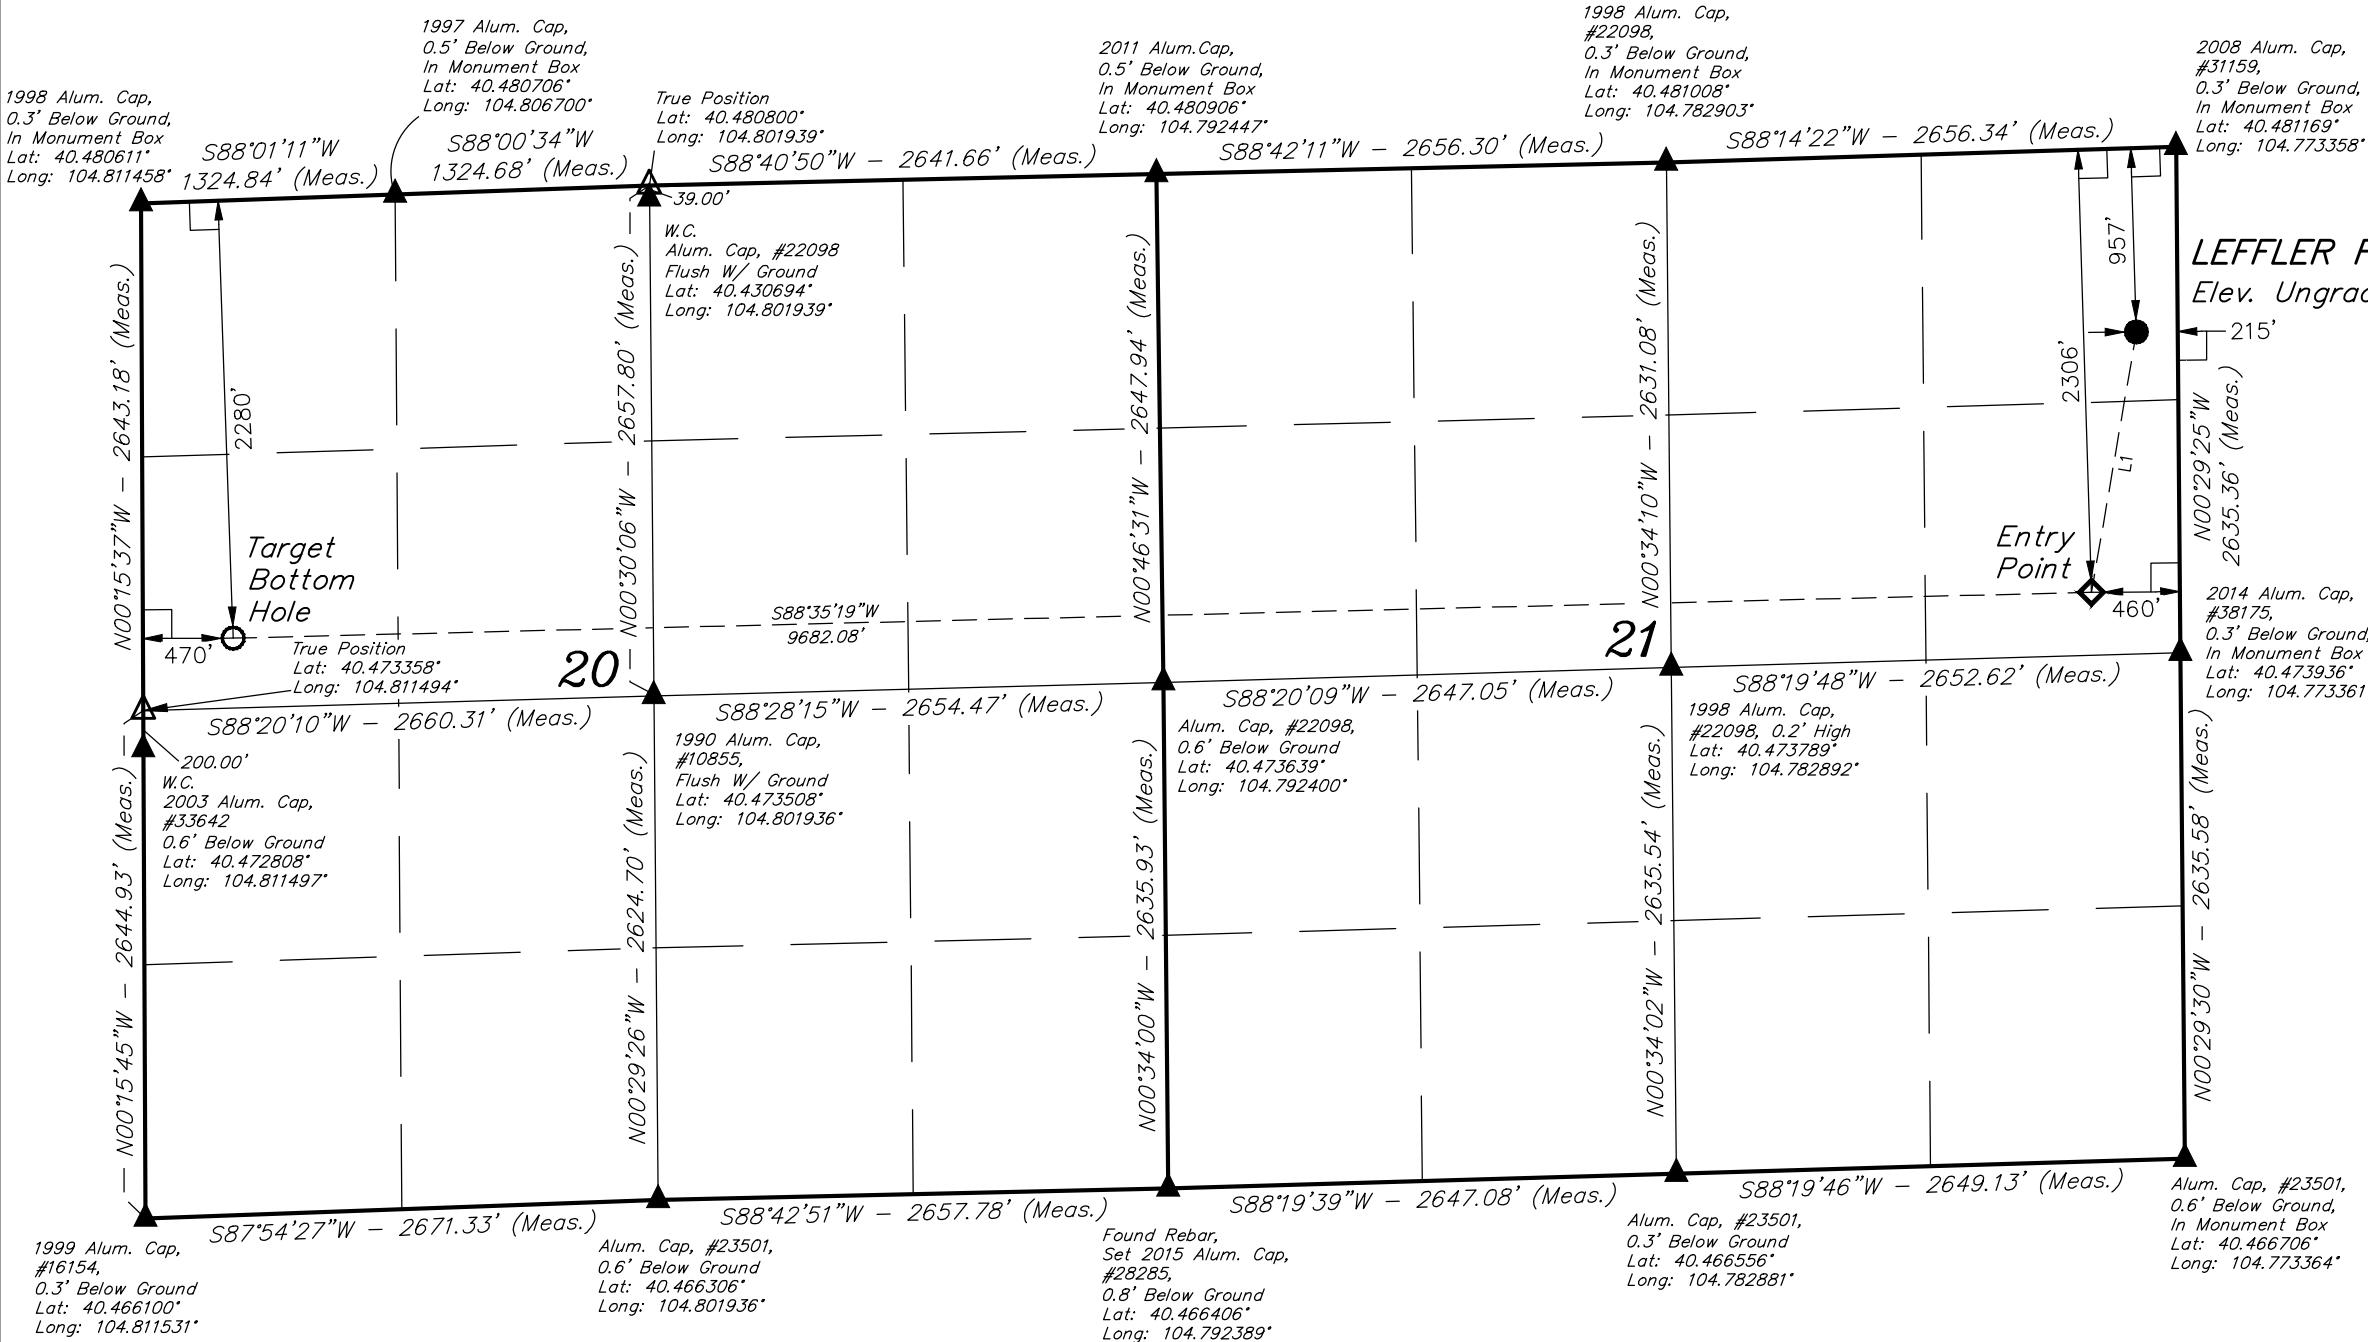 1998 Alum. Cap,
0.3' Below Ground,
In Monument Box
Lat: 40.480611°
Long: 104.811458°
1997 Alum. Cap,
0.5' Below Ground,
In Monument Box
Lat: 40.480706°
Long: 104.806700°
True Position
Lat: 40.480800°
Long: 104.801939°
2011 Alum.Cap,
0.5' Below Ground,
In Monument Box
Lat: 40.480906°
Long: 104.792447°
1998 Alum. Cap,
#22098,
0.3' Below Ground,
In Monument Box
Lat: 40.481008°
Long: 104.782903°
2008 Alum. Cap,
#31159,
0.3' Below Ground,
In Monument Box
Lat: 40.481169°
Long: 104.773358°
S88°01'11"W
1324.84' (Meas.)
S88°00'34"W
1324.68' (Meas.)
S88°40'50"W – 2641.66' (Meas.)
S88°42'11"W – 2656.30' (Meas.)
S88°14'22"W – 2656.34' (Meas.)
39.00'
W.C.
Alum. Cap, #22098
Flush W/ Ground
Lat: 40.430694°
Long: 104.801939°
N00°15'37"W – 2643.18' (Meas.)
2280'
N00°30'06"W – 2657.80' (Meas.)
N00°46'31"W – 2647.94' (Meas.)
N00°34'10"W – 2631.08' (Meas.)
2306'
957'
LEFFLER F
Elev. Ungra
215'
L1
N00°29'25"W
2635.36' (Meas.)
Target
Bottom
Hole
470'
S88°35'19"W
9682.08'
Entry
Point
460'
True Position
Lat: 40.473358°
Long: 104.811494°
20
21
2014 Alum. Cap,
#38175,
0.3' Below Ground,
In Monument Box
Lat: 40.473936°
Long: 104.773361
S88°20'10"W – 2660.31' (Meas.)
S88°28'15"W – 2654.47' (Meas.)
S88°20'09"W – 2647.05' (Meas.)
S88°19'48"W – 2652.62' (Meas.)
200.00'
W.C.
2003 Alum. Cap,
#33642
0.6' Below Ground
Lat: 40.472808°
Long: 104.811497°
1990 Alum. Cap,
#10855,
Flush W/ Ground
Lat: 40.473508°
Long: 104.801936°
Alum. Cap, #22098,
0.6' Below Ground
Lat: 40.473639°
Long: 104.792400°
1998 Alum. Cap,
#22098, 0.2' High
Lat: 40.473789°
Long: 104.782892°
N00°15'45"W – 2644.93' (Meas.)
N00°29'26"W – 2624.70' (Meas.)
N00°34'00"W – 2635.93' (Meas.)
N00°34'02"W – 2635.54' (Meas.)
N00°29'30"W – 2635.58' (Meas.)
S87°54'27"W – 2671.33' (Meas.)
S88°42'51"W – 2657.78' (Meas.)
S88°19'39"W – 2647.08' (Meas.)
S88°19'46"W – 2649.13' (Meas.)
1999 Alum. Cap,
#16154,
0.3' Below Ground
Lat: 40.466100°
Long: 104.811531°
Alum. Cap, #23501,
0.6' Below Ground
Lat: 40.466306°
Long: 104.801936°
Found Rebar,
Set 2015 Alum. Cap,
#28285,
0.8' Below Ground
Lat: 40.466406°
Long: 104.792389°
Alum. Cap, #23501,
0.3' Below Ground
Lat: 40.466556°
Long: 104.782881°
Alum. Cap, #23501,
0.6' Below Ground,
In Monument Box
Lat: 40.466706°
Long: 104.773364°